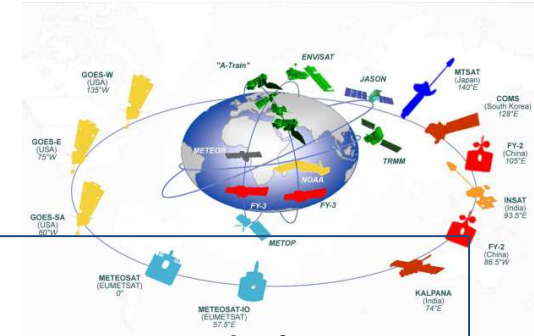 "A-Train"
ENVISAT
JASON
GOES-W
(USA)
135°W
MTSAT
(Japan)
140°E
COMS
(South Korea)
128°E
GOES-E
(USA)
75°W
METEOR
NOAA
TRMM
FY-2
(China)
105°E
FY-3
FY-3
INSAT
(India)
93.5°E
GOES-SA
(USA)
60°W
METOP
FY-2
(China)
86.5°W
METEOSAT
(EUMETSAT)
0°
METEOSAT-IO
(EUMETSAT)
57.5°E
KALPANA
(India)
74°E